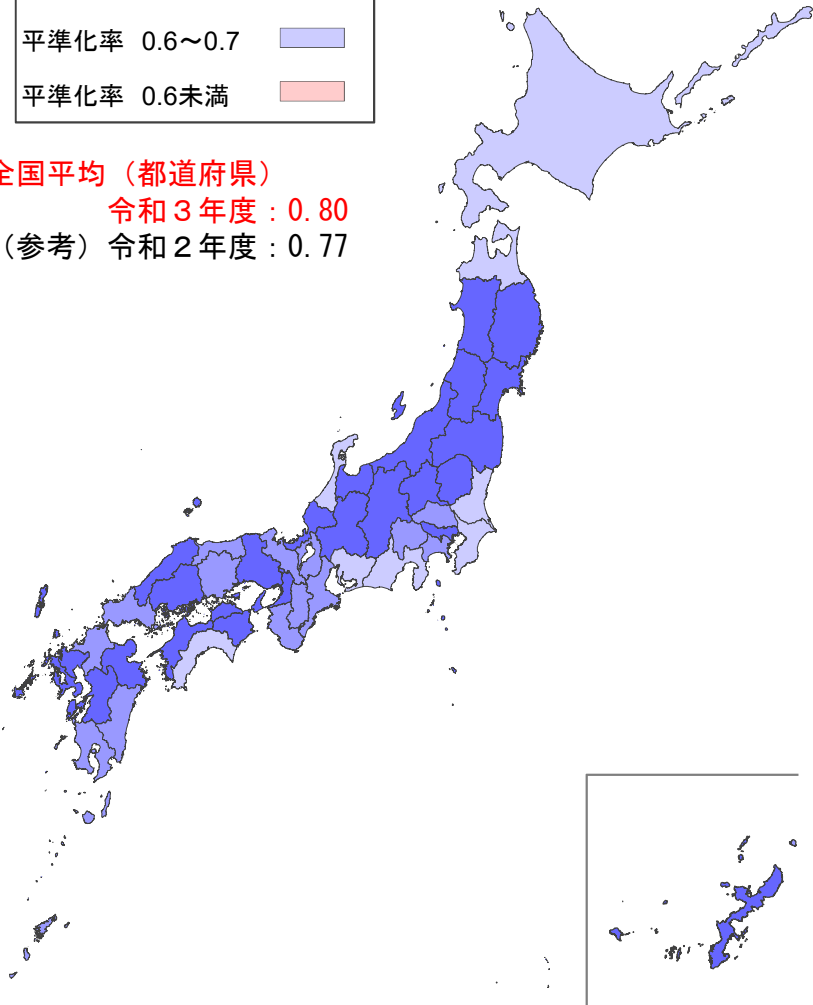 平準化率 0.6～0.7
平準化率 0.6未満
全国平均（都道府県）
令和３年度：0.80
（参考）令和２年度：0.77